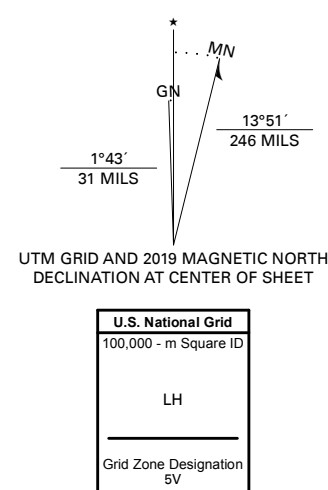 ★
MN
GN
13°51´
246 MILS
1°43´
31 MILS
UTM GRID AND 2019 MAGNETIC NORTH
DECLINATION AT CENTER OF SHEET
U.S. National Grid
100,000 - m Square ID
LH
Grid Zone Designation
5V